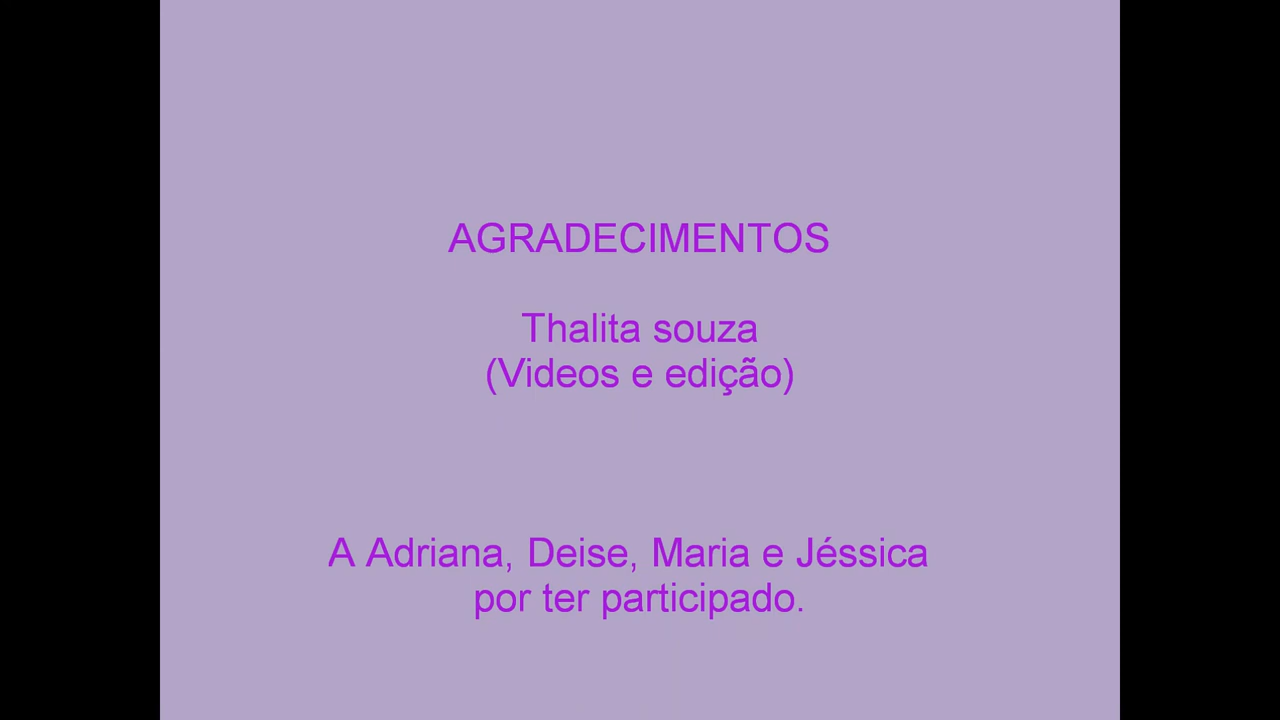 AGRADECIMENTOS
Thalita souza
(Videos e edição)
A Adriana, Deise, Maria e Jéssica
por ter participado.